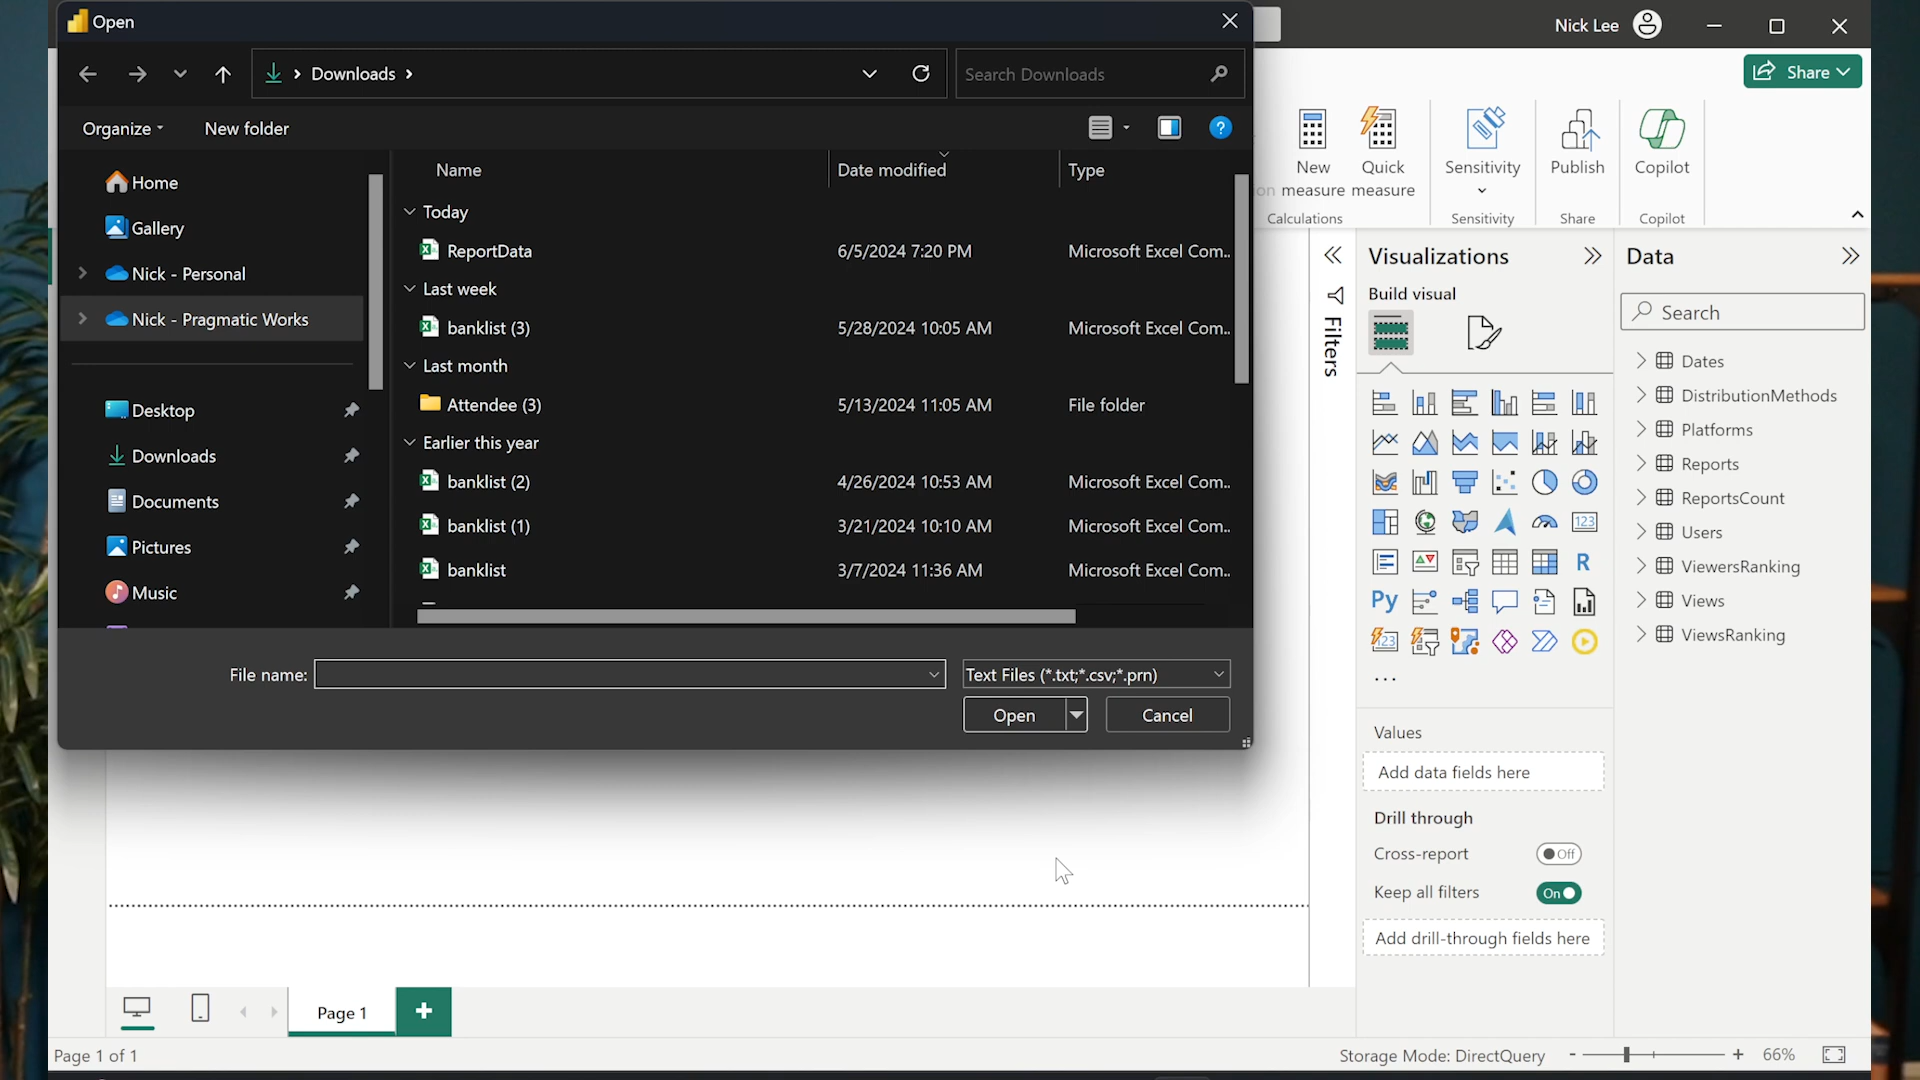 Open
Nick Lee
Downloads
Search Downloads
Share
Organize
New folder
Home
Gallery
Nick - Personal
Nick - Pragmatic Works
Desktop
Downloads
Documents
Pictures
Music
Name
Date modified
Type
Today
ReportData 6/5/2024 7:20 PM Microsoft Excel Com..
Last week
banklist (3) 5/28/2024 10:05 AM Microsoft Excel Com..
Last month
Attendee (3) 5/13/2024 11:05 AM File folder
Earlier this year
banklist (2) 4/26/2024 10:53 AM Microsoft Excel Com..
banklist (1) 3/21/2024 10:10 AM Microsoft Excel Com..
banklist 3/7/2024 11:36 AM Microsoft Excel Com..
File name:
Text Files (*.txt;*.csv;*.prn)
Open
Cancel
New measure
Quick measure
Sensitivity
Publish
Copilot
Calculations
Sensitivity
Share
Copilot
Filters
Visualizations
Build visual
123
R
Py
123
...
Values
Add data fields here
Drill through
Cross-report
Off
Keep all filters
On
Add drill-through fields here
Data
Search
Dates
DistributionMethods
Platforms
Reports
ReportsCount
Users
ViewersRanking
Views
ViewsRanking
Page 1
Page 1 of 1
Storage Mode: DirectQuery
- + 66%